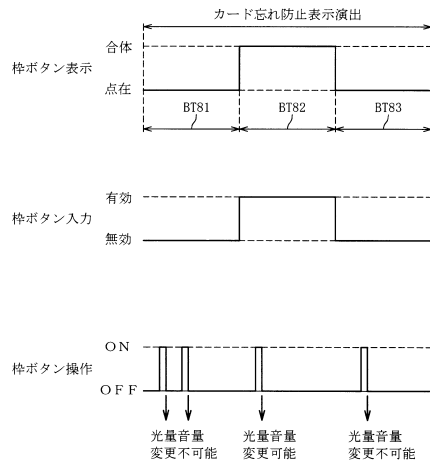 カード忘れ防止表示演出
枠ボタン表示
合体
点在
BT81
BT82
BT83
枠ボタン入力
有効
無効
枠ボタン操作
ON
OFF
光量音量
変更不可能
光量音量
変更可能
光量音量
変更不可能